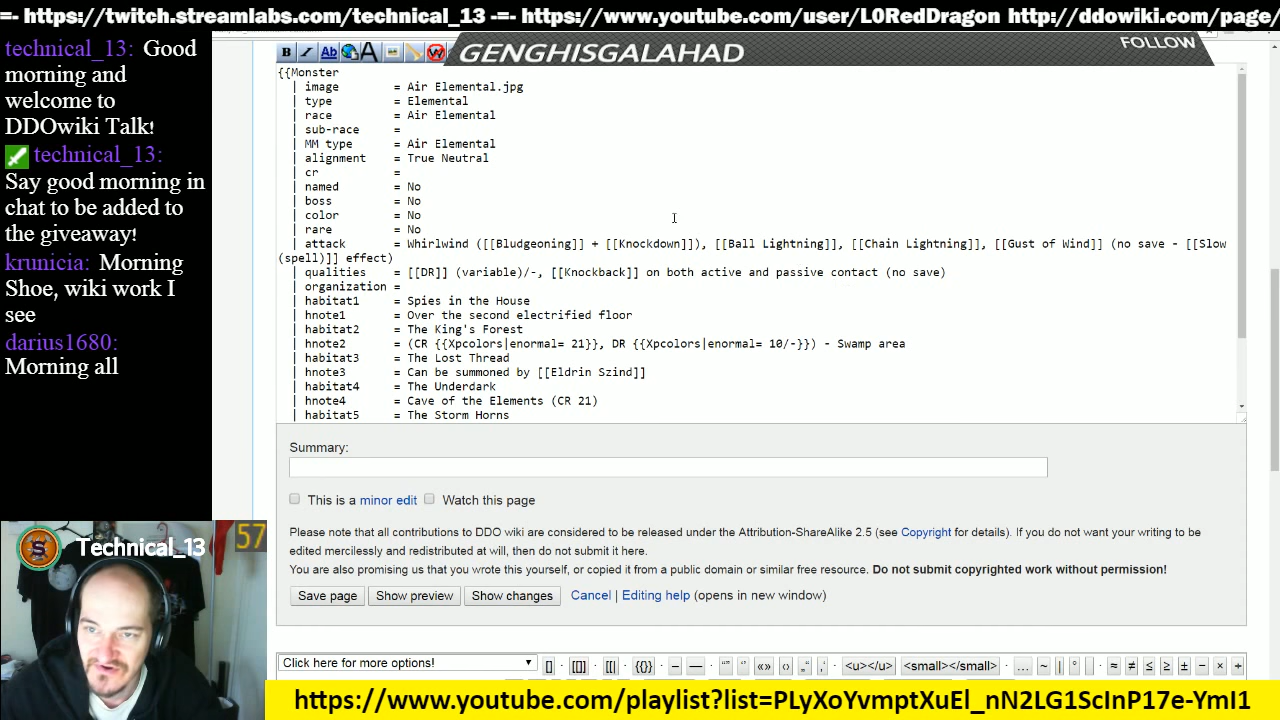 =- https://twitch.streamlabs.com/technical_13 -=- https://www.youtube.com/user/L0RedDragon http://ddowiki.com/page/
technical_13: Good
morning and
welcome to
DDOwiki Talk!
technical_13:
Say good morning in
chat to be added to
the giveaway!
krunicia: Morning
Shoe, wiki work I
see
darius1680:
Morning all
57
Technical_13
GENGHISGALAHAD
FOLLOW
B I Ab A W
{{Monster
| image = Air Elemental.jpg
| type = Elemental
| race = Air Elemental
| sub-race =
| MM type = Air Elemental
| alignment = True Neutral
| cr =
| named = No
| boss = No
| color = No
| rare = No
| attack = Whirlwind ([[Bludgeoning]] + [[Knockdown]]), [[Ball Lightning]], [[Chain Lightning]], [[Gust of Wind]] (no save - [[Slow
(spell)]] effect)
| qualities = [[DR]] (variable)/-, [[Knockback]] on both active and passive contact (no save)
| organization =
| habitat1 = Spies in the House
| hnote1 = Over the second electrified floor
| habitat2 = The King's Forest
| hnote2 = (CR {{Xpcolors|enormal= 21}}, DR {{Xpcolors|enormal= 10/-}}) - Swamp area
| habitat3 = The Lost Thread
| hnote3 = Can be summoned by [[Eldrin Szind]]
| habitat4 = The Underdark
| hnote4 = Cave of the Elements (CR 21)
| habitat5 = The Storm Horns
Summary:
This is a minor edit Watch this page
Please note that all contributions to DDO wiki are considered to be released under the Attribution-ShareAlike 2.5 (see Copyright for details). If you do not want your writing to be
edited mercilessly and redistributed at will, then do not submit it here.
You are also promising us that you wrote this yourself, or copied it from a public domain or similar free resource. Do not submit copyrighted work without permission!
Save page Show preview Show changes Cancel | Editing help (opens in new window)
Click here for more options! [] · [[]] · [[| · {{}} · – · — · “” · ‘’ · «» · ‹› · „“ · ‚‘ · <u></u> · <small></small> · … · ~ · | · ° · · ≈ · ≠ · ≤ · ≥ · ± · − · × · ÷
https://www.youtube.com/playlist?list=PLyXoYvmptXuEl_nN2LG1ScInP17e-YmI1